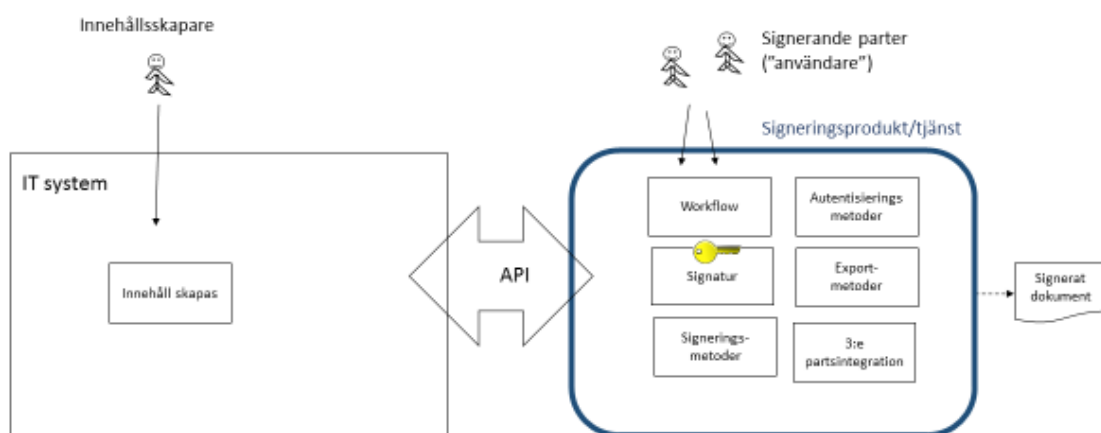 Innehållsskapare
Signerande parter
("användare")
Signeringsprodukt/tjänst
IT system
Innehåll skapas
API
Workflow
Autentisierings
metoder
Signatur
Export-
metoder
Signerings-
metoder
3:e
partsintegration
Signerat
dokument